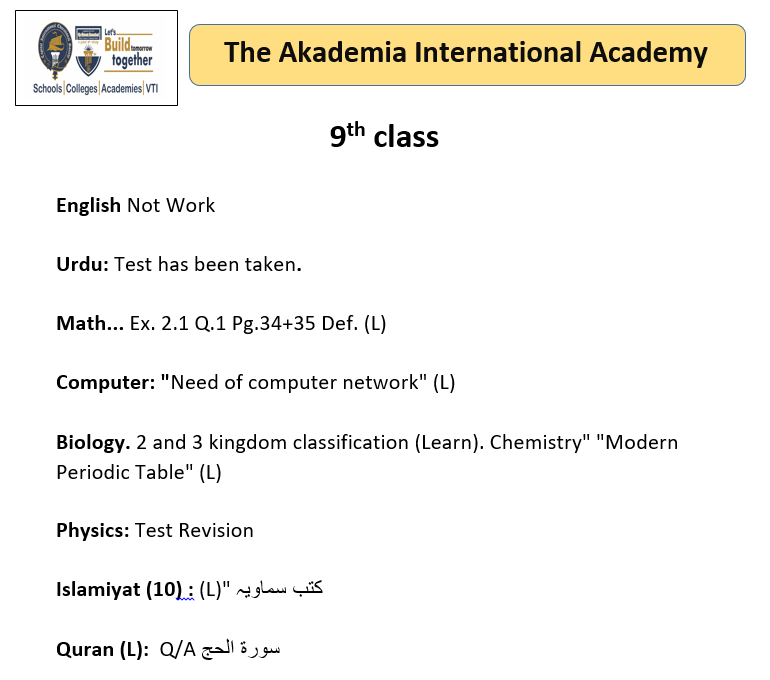 Let's
Build tomorrow
together
Schools|Colleges|Academies|VTI
The Akademia International Academy
9th class
English Not Work
Urdu: Test has been taken.
Math... Ex. 2.1 Q.1 Pg.34+35 Def. (L)
Computer: "Need of computer network" (L)
Biology. 2 and 3 kingdom classification (Learn). Chemistry" "Modern
Periodic Table" (L)
Physics: Test Revision
Islamiyat (10) : (L)" کتب سماویہ
Quran (L): Q/A سورة الحج